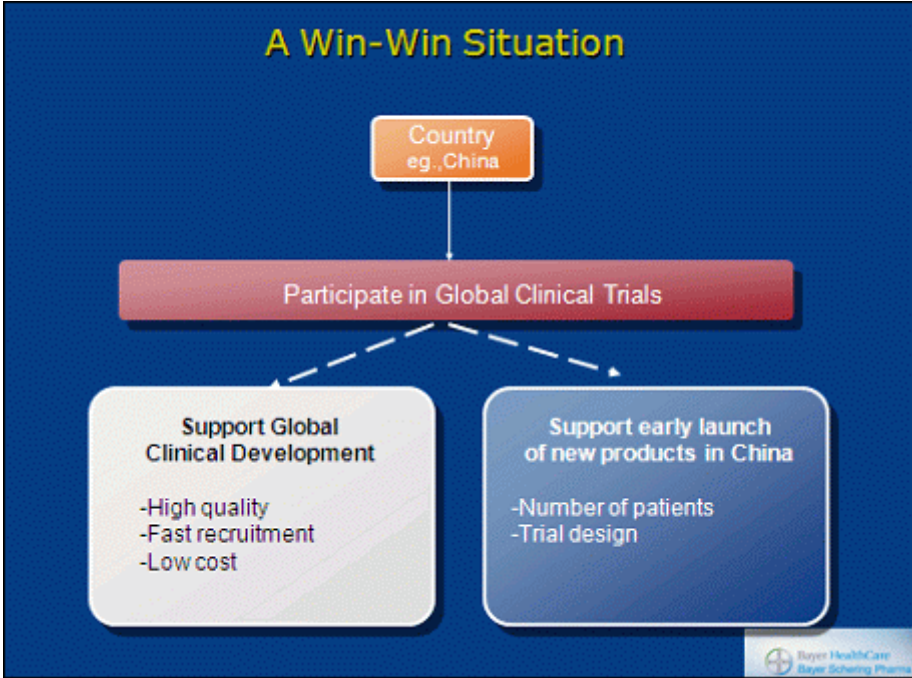 A Win-Win Situation
Country
eg.,China
Participate in Global Clinical Trials
Support Global
Clinical Development
-High quality
-Fast recruitment
-Low cost
Support early launch
of new products in China
-Number of patients
-Trial design
Bayer HealthCare
Bayer Schering Pharma